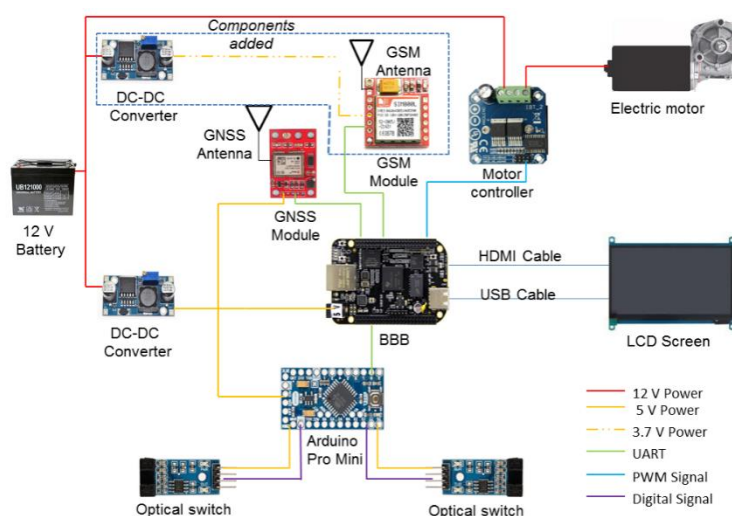 Components
added
DC-DC
Converter
GSM
Antenna
GNSS
Antenna
SIM800L
GSM
Module
Electric motor
Motor
controller
UB121000
12 V
Battery
GNSS
Module
HDMI Cable
USB Cable
BBB
LCD Screen
DC-DC
Converter
Arduino
Pro Mini
Optical switch
Optical switch
12 V Power
5 V Power
3.7 V Power
UART
PWM Signal
Digital Signal